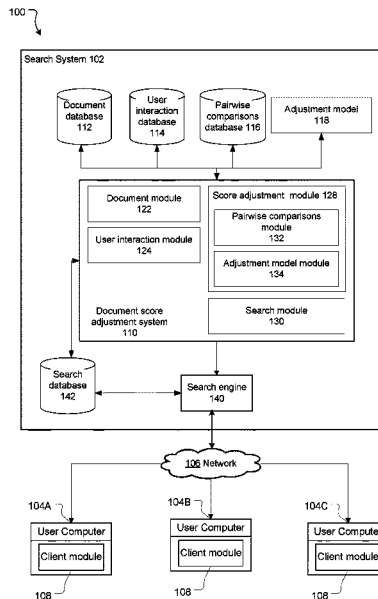 100
Search System 102
Document
database
112
User
interaction
database
114
Pairwise
comparisons
database 116
Adjustment model
118
Document module
122
User interaction module
124
Score adjustment module 128
Pairwise comparisons
module
132
Adjustment model module
134
Document score
adjustment system
110
Search module
130
Search
database
142
Search engine
140
106 Network
104A
104B
104C
User Computer
Client module
User Computer
Client module
User Computer
Client module
108
108
108